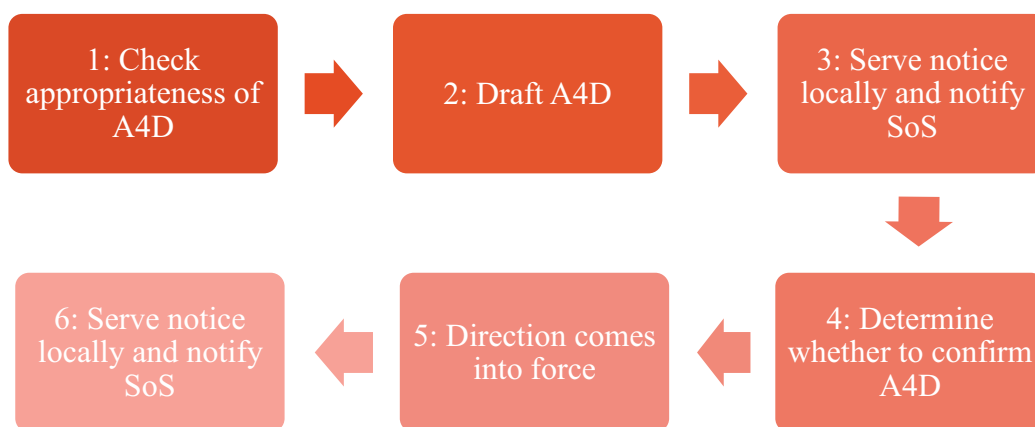 1: Check
appropriateness of
A4D
2: Draft A4D
3: Serve notice
locally and notify
SoS
4: Determine
whether to confirm
A4D
5: Direction comes
into force
6: Serve notice
locally and notify
SoS